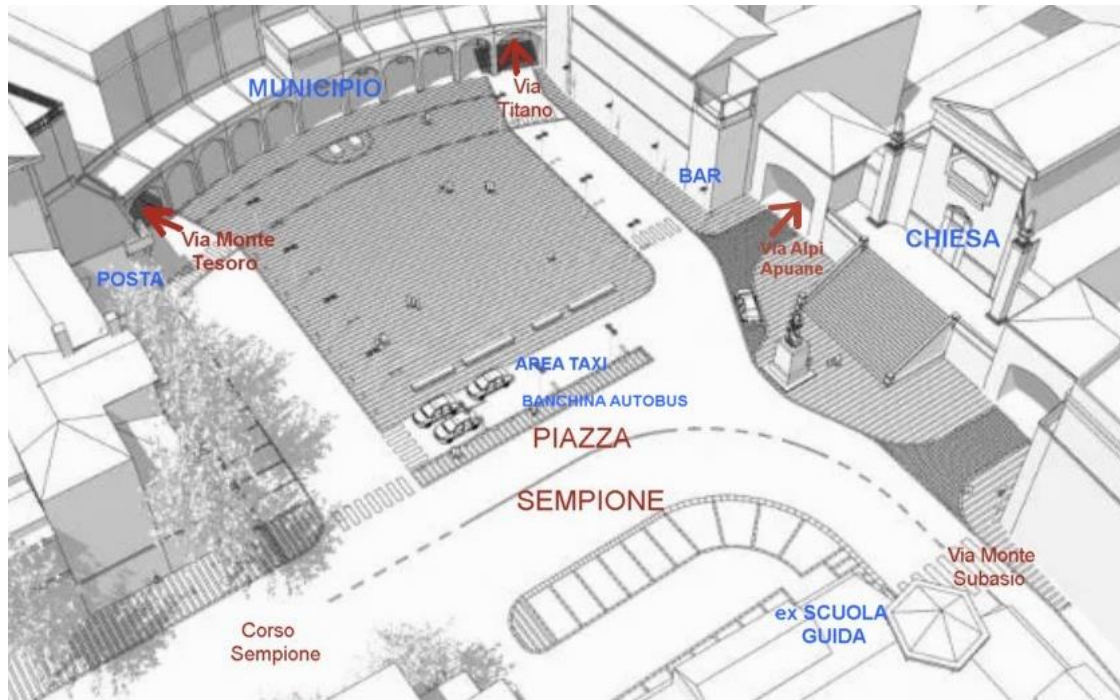 MUNICIPIO
Via
Titano
BAR
Via Monte
Tesoro
Via Alpi
Apuane
CHIESA
POSTA
AREA TAXI
BANCHINA AUTOBUS
PIAZZA
SEMPIONE
Via Monte
Subasio
ex SCUOLA
GUIDA
Corso
Sempione